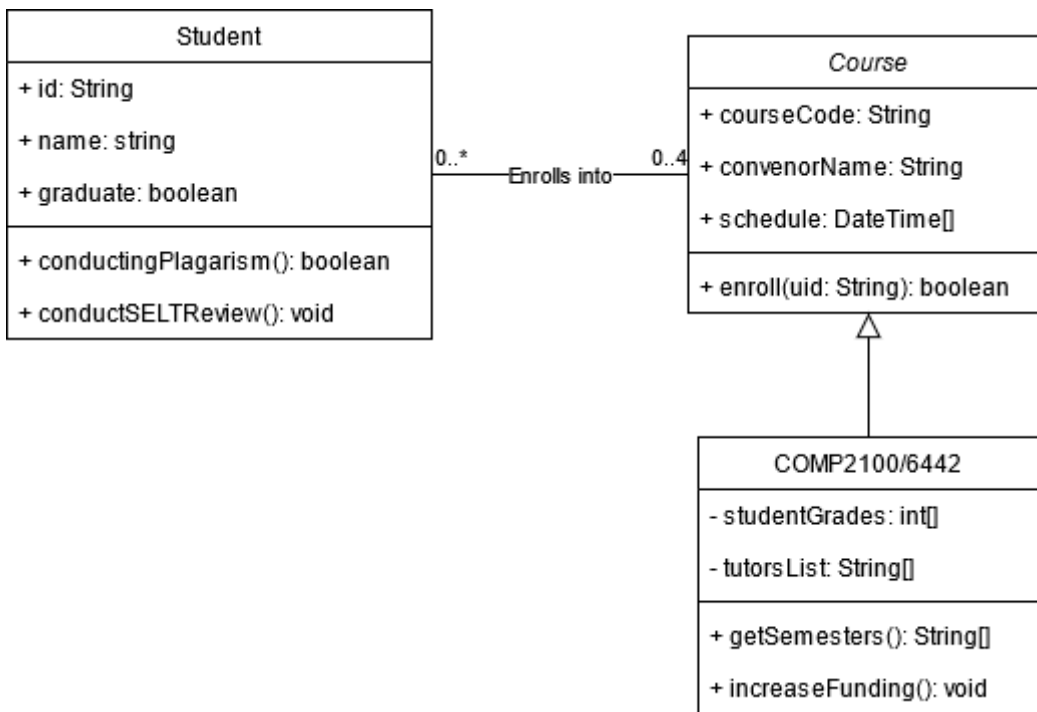 Student
+ id: String
+ name: string
+ graduate: boolean
+ conductingPlagarism(): boolean
+ conductSELTReview(): void
0..*
Enrolls into
0..4
Course
+ courseCode: String
+ convenorName: String
+ schedule: DateTime[]
+ enroll(uid: String): boolean
COMP2100/6442
- studentGrades: int[]
- tutorsList: String[]
+ getSemesters(): String[]
+ increaseFunding(): void